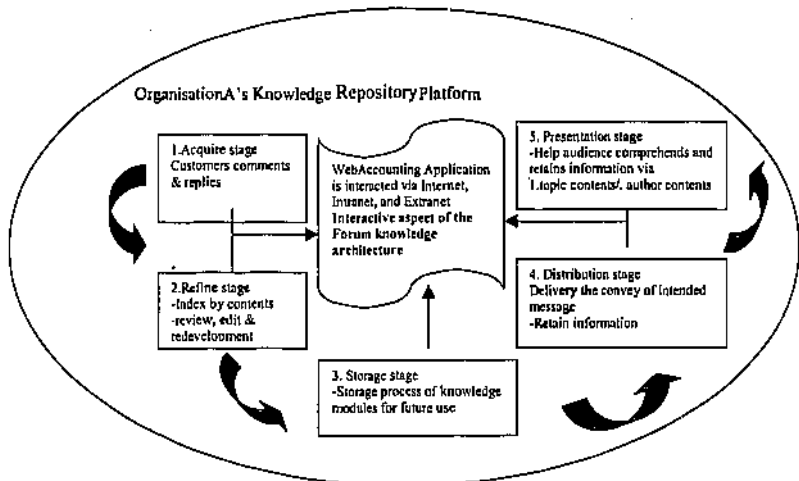 OrganisationA's Knowledge Repository Platform
1.Acquire stage
Customers comments
& replies
WebAccounting Application
is interacted via Internet,
Intranet, and Extranet
Interactive aspect of the
Forum knowledge
architecture
5. Presentation stage
-Help audience comprehends and
retains information via
1.topic contents/. author contents
2.Refine stage
-Index by contents
-review, edit &
redevelopment
4. Distribution stage
Delivery the convey of intended
message
-Retain information
3. Storage stage
-Storage process of knowledge
modules for future use